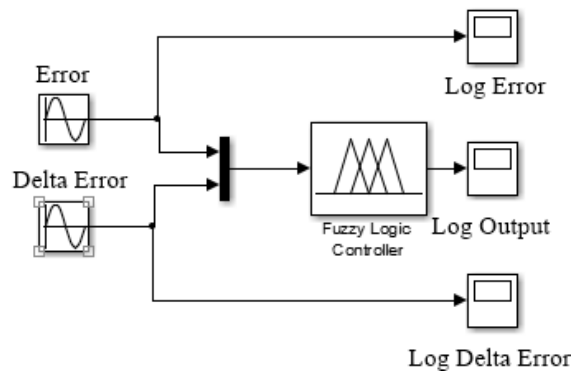 Error
Log Error
Delta Error
Fuzzy Logic
Controller
Log Output
Log Delta Error